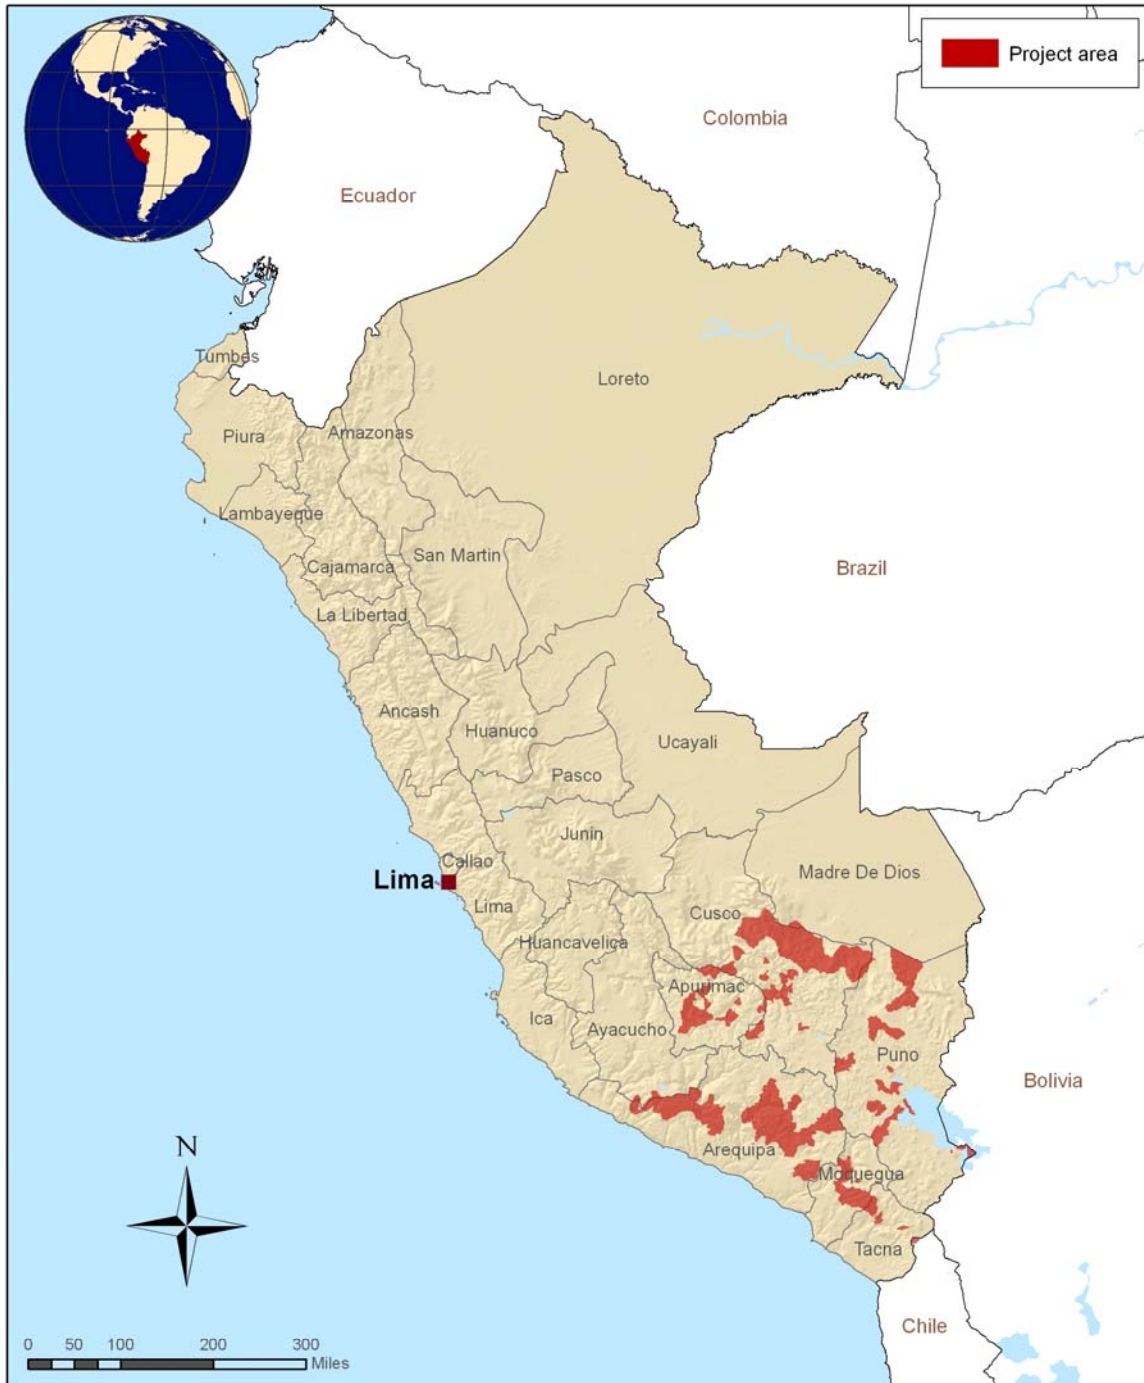 Project area
Colombia
Ecuador
Tumbes
Loreto
Piura
Amazonas
Lambayeque
San Martin
Cajamarca
Brazil
La Libertad
Ancash
Huanuco
Ucayali
Pasco
Junin
Callao
Madre De Dios
Lima
Lima
Cusco
Huancavelica
Apurimac
Ica
Ayacucho
Puno
Bolivia
N
Arequipa
Moquegua
Tacna
Chile
0 50 100 200 300
Miles